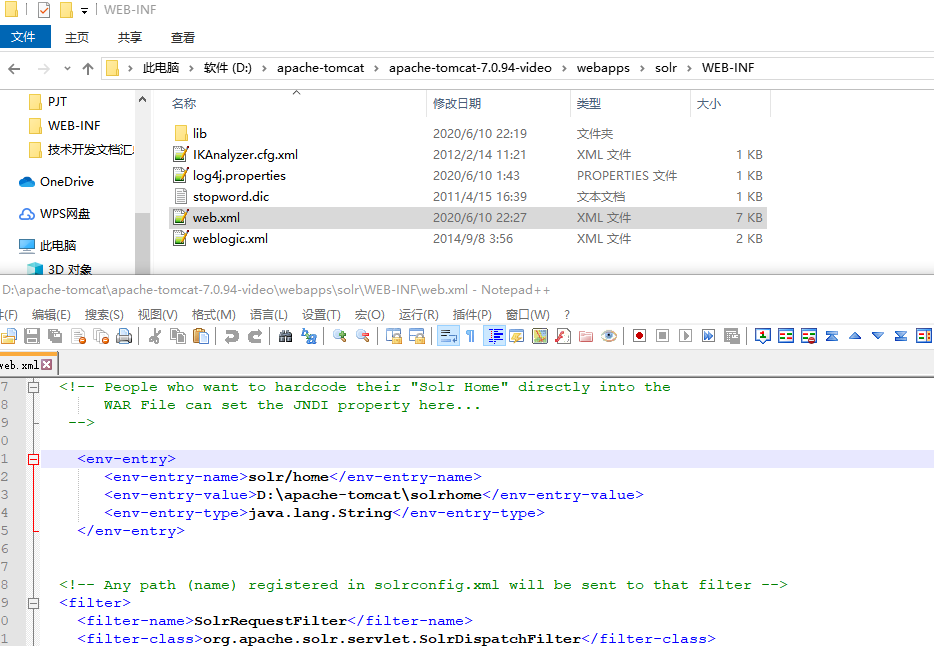 WEB-INF
文件 主页 共享 查看
此电脑 › 软件 (D:) › apache-tomcat › apache-tomcat-7.0.94-video › webapps › solr › WEB-INF
PJT
WEB-INF
技术开发文档汇
OneDrive
WPS网盘
此电脑
3D 对象
名称 修改日期 类型 大小
lib 2020/6/10 22:19 文件夹
IKAnalyzer.cfg.xml 2012/2/14 11:21 XML 文件 1 KB
log4j.properties 2020/6/10 1:43 PROPERTIES 文件 1 KB
stopword.dic 2011/4/15 16:39 文本文档 1 KB
web.xml 2020/6/10 22:27 XML 文件 7 KB
weblogic.xml 2014/9/8 3:56 XML 文件 2 KB
D:\apache-tomcat\apache-tomcat-7.0.94-video\webapps\solr\WEB-INF\web.xml - Notepad++
(F) 编辑(E) 搜索(S) 视图(V) 格式(M) 语言(L) 设置(T) 宏(O) 运行(R) 插件(P) 窗口(W) ?
web.xml
7 <!-- People who want to hardcode their "Solr Home" directly into the
8 WAR File can set the JNDI property here...
9 -->
0
1 <env-entry>
2 <env-entry-name>solr/home</env-entry-name>
3 <env-entry-value>D:\apache-tomcat\solrhome</env-entry-value>
4 <env-entry-type>java.lang.String</env-entry-type>
5 </env-entry>
6
7
8 <!-- Any path (name) registered in solrconfig.xml will be sent to that filter -->
9 <filter>
0 <filter-name>SolrRequestFilter</filter-name>
1 <filter-class>org.apache.solr.servlet.SolrDispatchFilter</filter-class>